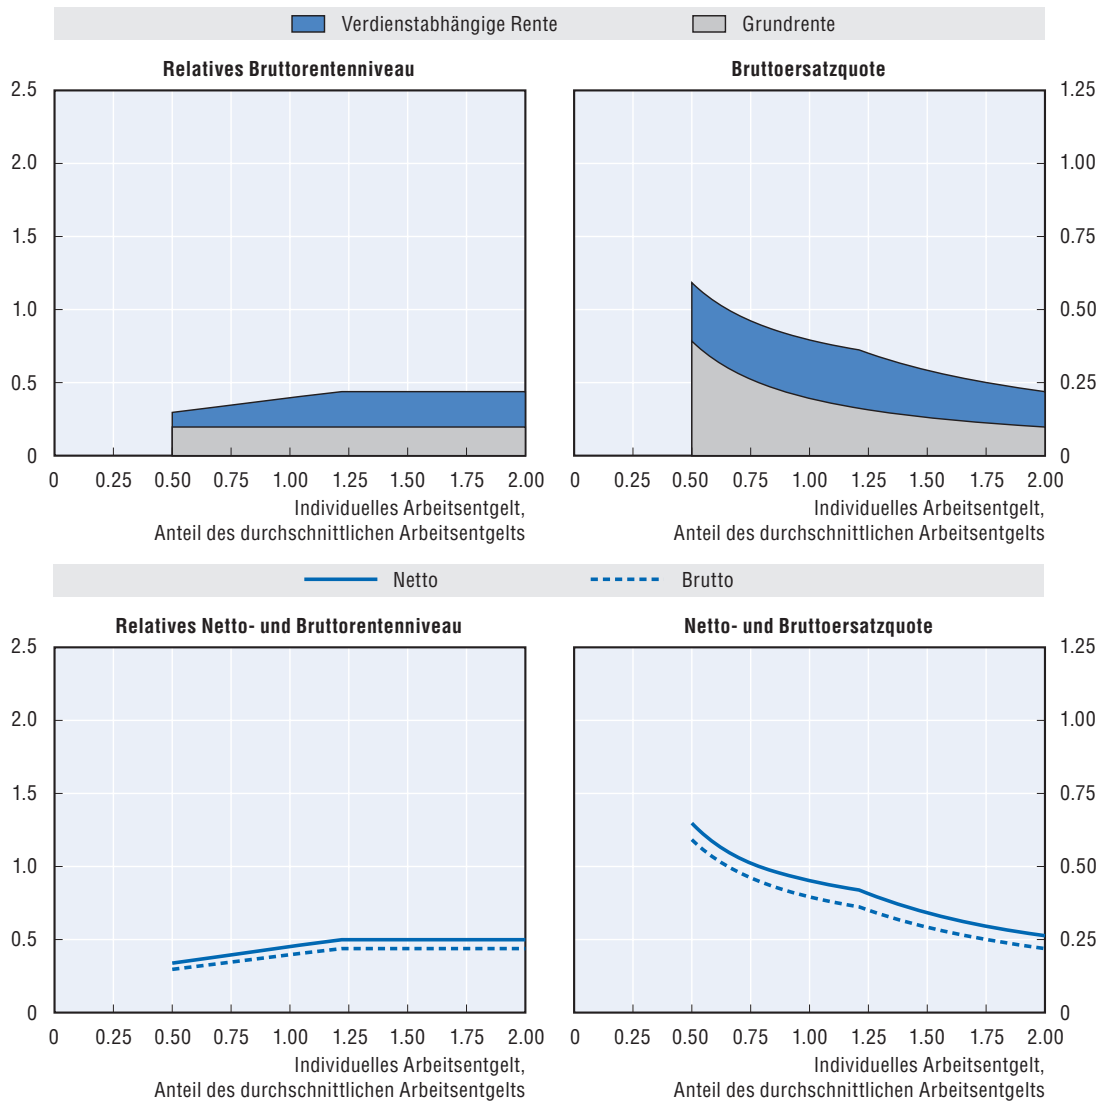 Verdienstabhängige Rente Grundrente
Relatives Bruttorentenniveau
2.5
2.0
1.5
1.0
0.5
0
0 0.25 0.50 0.75 1.00 1.25 1.50 1.75 2.00
Individuelles Arbeitsentgelt,
Anteil des durchschnittlichen Arbeitsentgelts
Bruttoersatzquote
1.25
1.00
0.75
0.50
0.25
0
0 0.25 0.50 0.75 1.00 1.25 1.50 1.75 2.00
Individuelles Arbeitsentgelt,
Anteil des durchschnittlichen Arbeitsentgelts
Netto Brutto
Relatives Netto- und Bruttorentenniveau
2.5
2.0
1.5
1.0
0.5
0
0 0.25 0.50 0.75 1.00 1.25 1.50 1.75 2.00
Individuelles Arbeitsentgelt,
Anteil des durchschnittlichen Arbeitsentgelts
Netto- und Bruttoersatzquote
1.25
1.00
0.75
0.50
0.25
0
0 0.25 0.50 0.75 1.00 1.25 1.50 1.75 2.00
Individuelles Arbeitsentgelt,
Anteil des durchschnittlichen Arbeitsentgelts